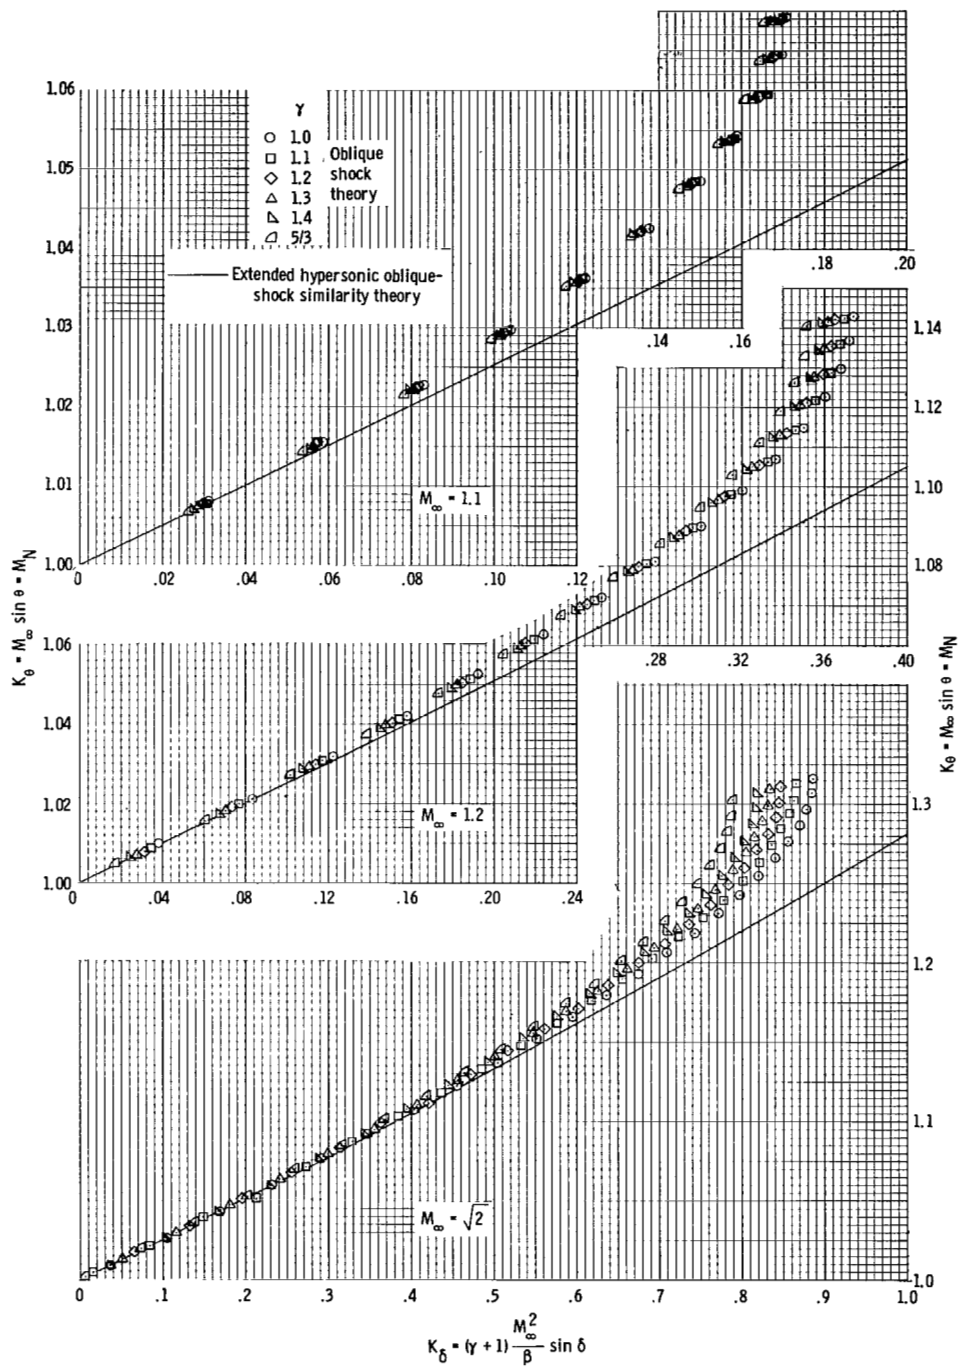 1.06
1.05
1.04
1.03
1.02
1.01
1.00
γ
1.0
1.1
1.2
1.3
1.4
5/3
Oblique
shock
theory
Extended hypersonic oblique-
shock similarity theory
M∞ = 1.1
0 .02 .04 .06 .08 .10 .12
.14 .16
.18 .20
K_θ = M∞ sin θ = M_N
1.14
1.12
1.10
1.08
1.06
1.04
1.02
1.00
M∞ = 1.2
0 .04 .08 .12 .16 .20 .24
.28 .32 .36 .40
K_θ = M∞ sin θ = M_N
1.3
1.2
1.1
1.0
M∞ = √2
0 .1 .2 .3 .4 .5 .6 .7 .8 .9 1.0
K_δ = (γ + 1) M∞²/β sin δ